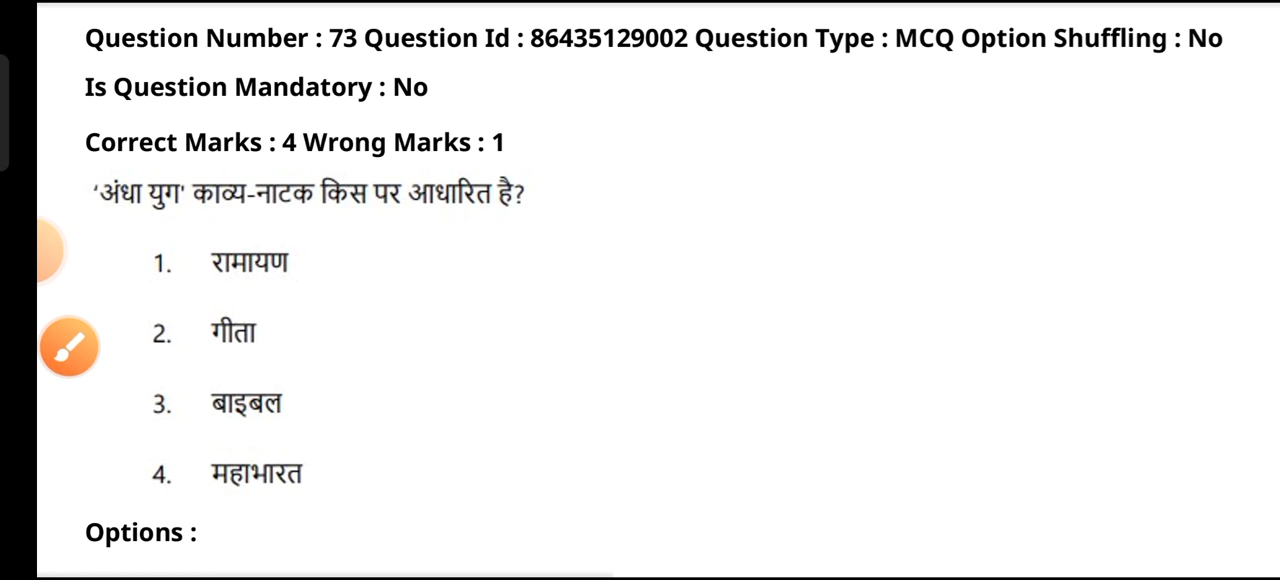 Question Number : 73 Question Id : 86435129002 Question Type : MCQ Option Shuffling : No
Is Question Mandatory : No
Correct Marks : 4 Wrong Marks : 1
‘अंधा युग' काव्य-नाटक किस पर आधारित है?
1. रामायण
2. गीता
3. बाइबल
4. महाभारत
Options :